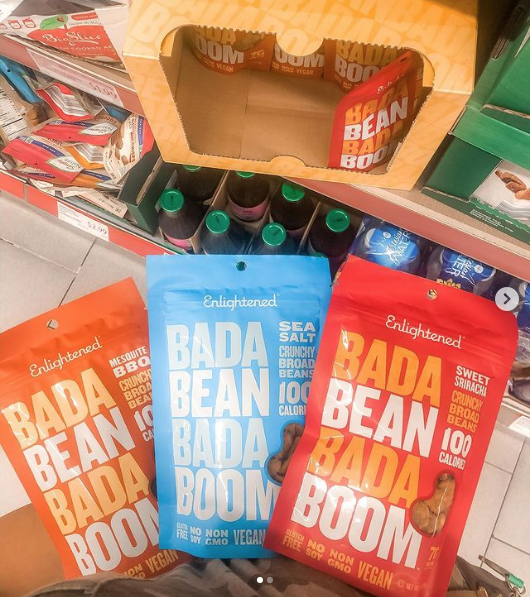 BADA
BEAN
BADA
BOOM
$2.99
Enlightened
MESQUITE
BBQ
CRUNCHY
BROAD
BEANS
BADA
BEAN
BADA
BOOM
VEGAN
Enlightened
SEA
SALT
CRUNCHY
BROAD
BEANS
100
BADA
BEAN
BADA
BOOM
GLUTEN
FREE
NO
SOY
NON
GMO
VEGAN
Enlightened
SWEET
SRIRACHA
CRUNCHY
BROAD
BEANS
100
CALORIES
BADA
BEAN
BADA
BOOM
GLUTEN
FREE
NO
SOY
NON
GMO
VEGAN